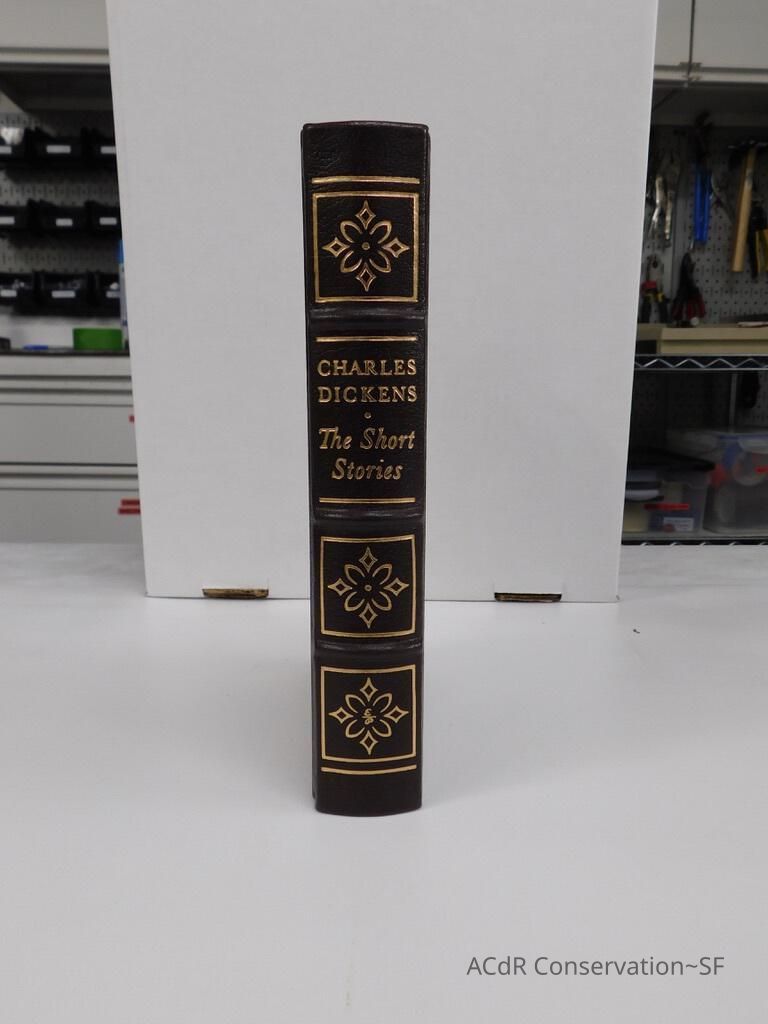 CHARLES
DICKENS
The Short
Stories
ACdR Conservation~SF